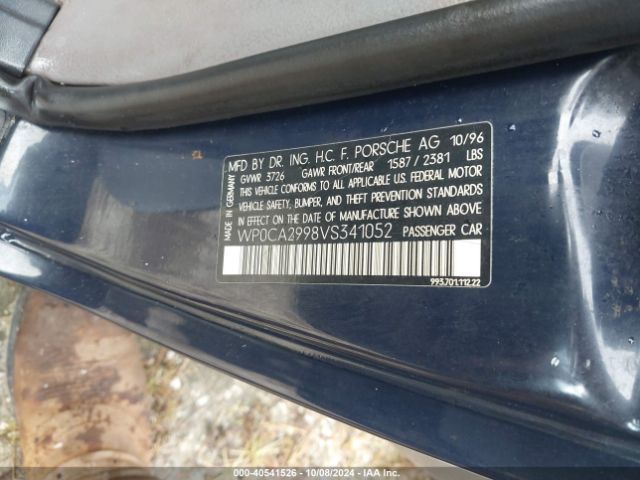 MFD BY DR. ING. H.C. F. PORSCHE AG 10/96
GVWR 3726 GAWR FRONT/REAR 1587 / 2381 LBS
THIS VEHICLE CONFORMS TO ALL APPLICABLE U.S. FEDERAL MOTOR
VEHICLE SAFETY, BUMPER, AND THEFT PREVENTION STANDARDS
IN EFFECT ON THE DATE OF MANUFACTURE SHOWN ABOVE
WP0CA2998VS341052 PASSENGER CAR
MADE IN GERMANY
993.701.112.22
000-40541526 - 10/08/2024 - IAA Inc.